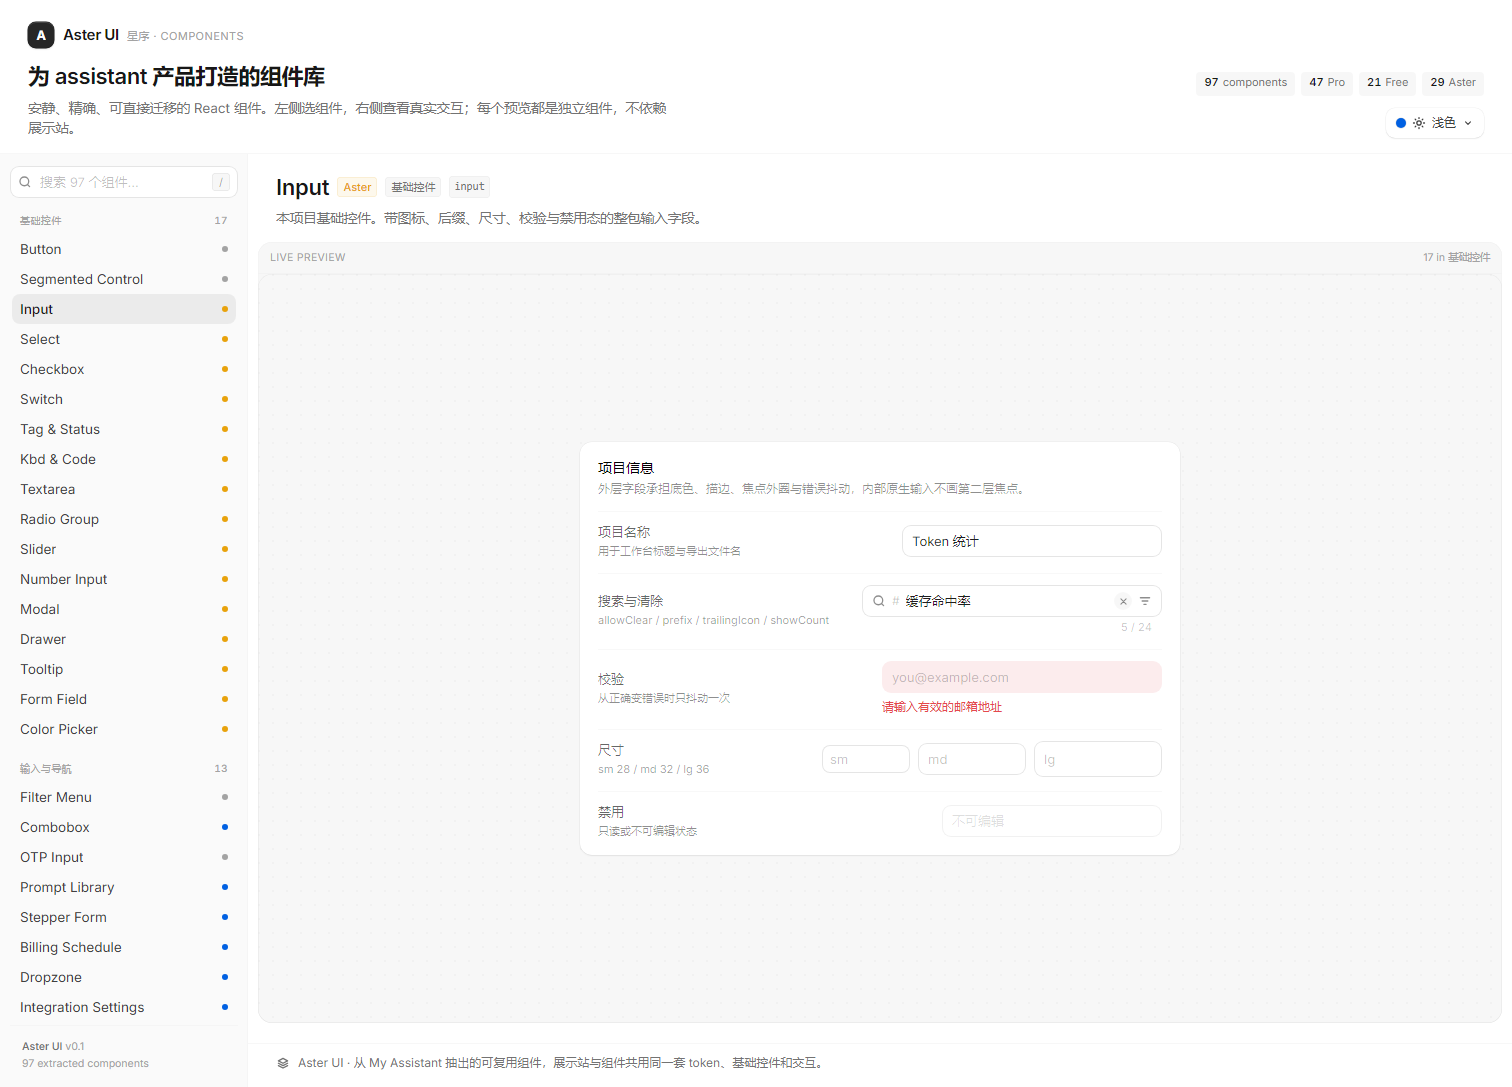 A Aster UI 星序 · COMPONENTS
为 assistant 产品打造的组件库
安静、精确、可直接迁移的 React 组件。左侧选组件，右侧查看真实交互；每个预览都是独立组件，不依赖
展示站。
97 components 47 Pro 21 Free 29 Aster
浅色
搜索 97 个组件... /
基础控件 17
Button
Segmented Control
Input
Select
Checkbox
Switch
Tag & Status
Kbd & Code
Textarea
Radio Group
Slider
Number Input
Modal
Drawer
Tooltip
Form Field
Color Picker
输入与导航 13
Filter Menu
Combobox
OTP Input
Prompt Library
Stepper Form
Billing Schedule
Dropzone
Integration Settings
Aster UI v0.1
97 extracted components
Input Aster 基础控件 input
本项目基础控件。带图标、后缀、尺寸、校验与禁用态的整包输入字段。
LIVE PREVIEW 17 in 基础控件
项目信息
外层字段承担底色、描边、焦点外圈与错误抖动，内部原生输入不画第二层焦点。
项目名称
用于工作台标题与导出文件名
Token 统计
搜索与清除
allowClear / prefix / trailingIcon / showCount
# 缓存命中率
5 / 24
校验
从正确变错误时只抖动一次
you@example.com
请输入有效的邮箱地址
尺寸
sm 28 / md 32 / lg 36
sm md lg
禁用
只读或不可编辑状态
不可编辑
Aster UI · 从 My Assistant 抽出的可复用组件，展示站与组件共用同一套 token、基础控件和交互。